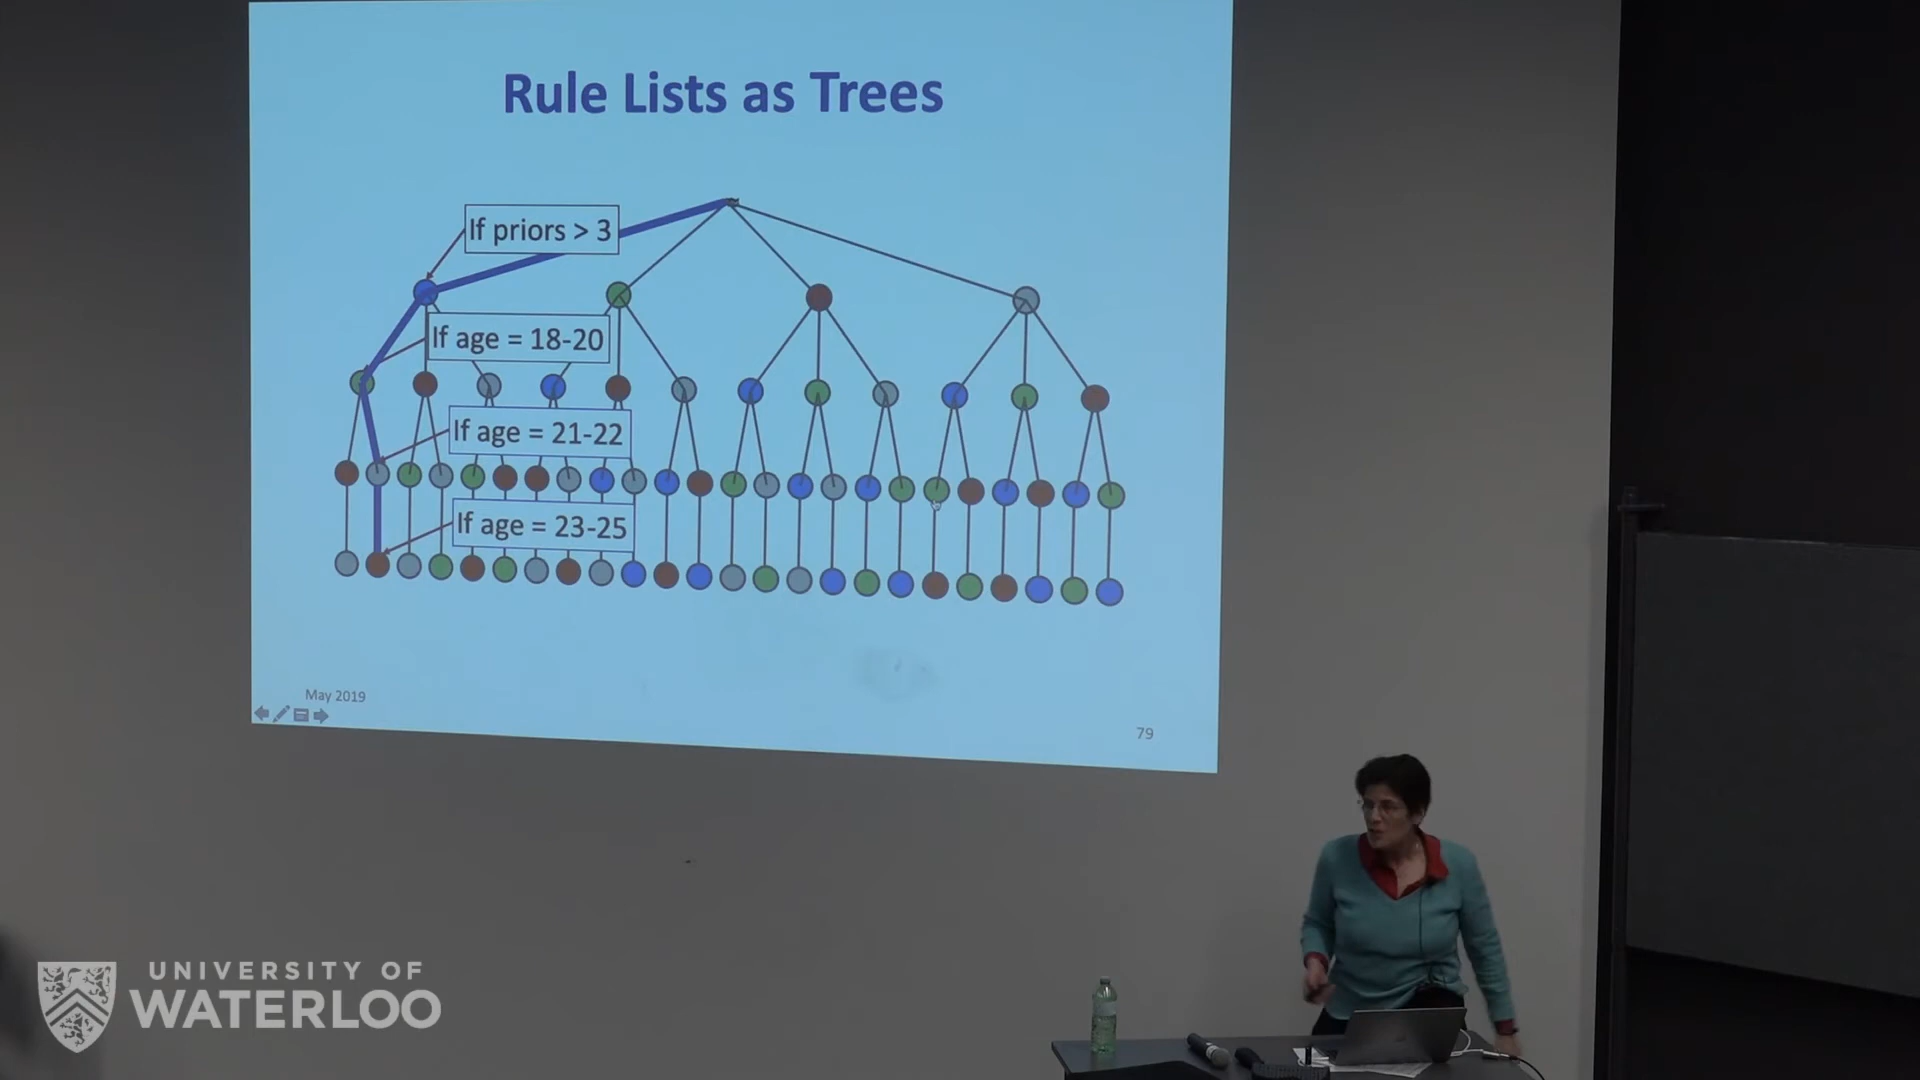 Rule Lists as Trees
If priors > 3
If age = 18-20
If age = 21-22
If age = 23-25
May 2019
79
UNIVERSITY OF
WATERLOO